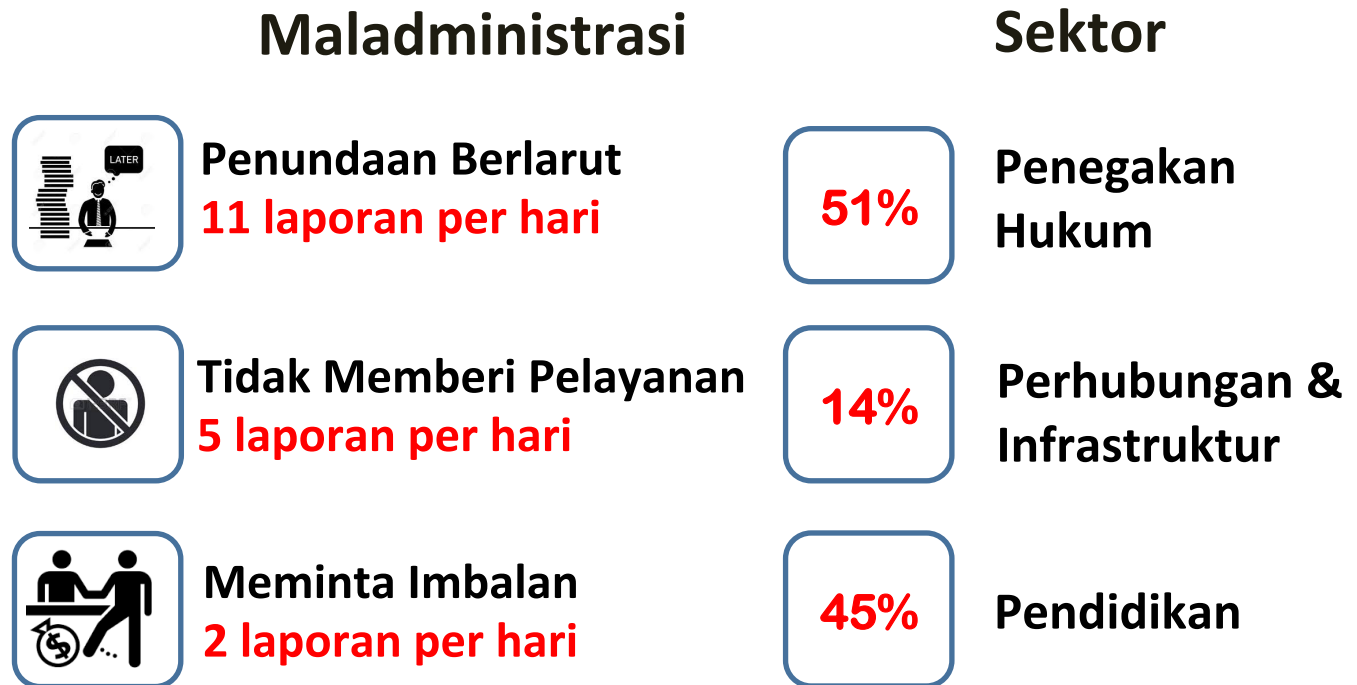 Maladministrasi
Sektor
LATER
Penundaan Berlarut
11 laporan per hari
51%
Penegakan
Hukum
Tidak Memberi Pelayanan
5 laporan per hari
14%
Perhubungan &
Infrastruktur
Meminta Imbalan
2 laporan per hari
$
45%
Pendidikan